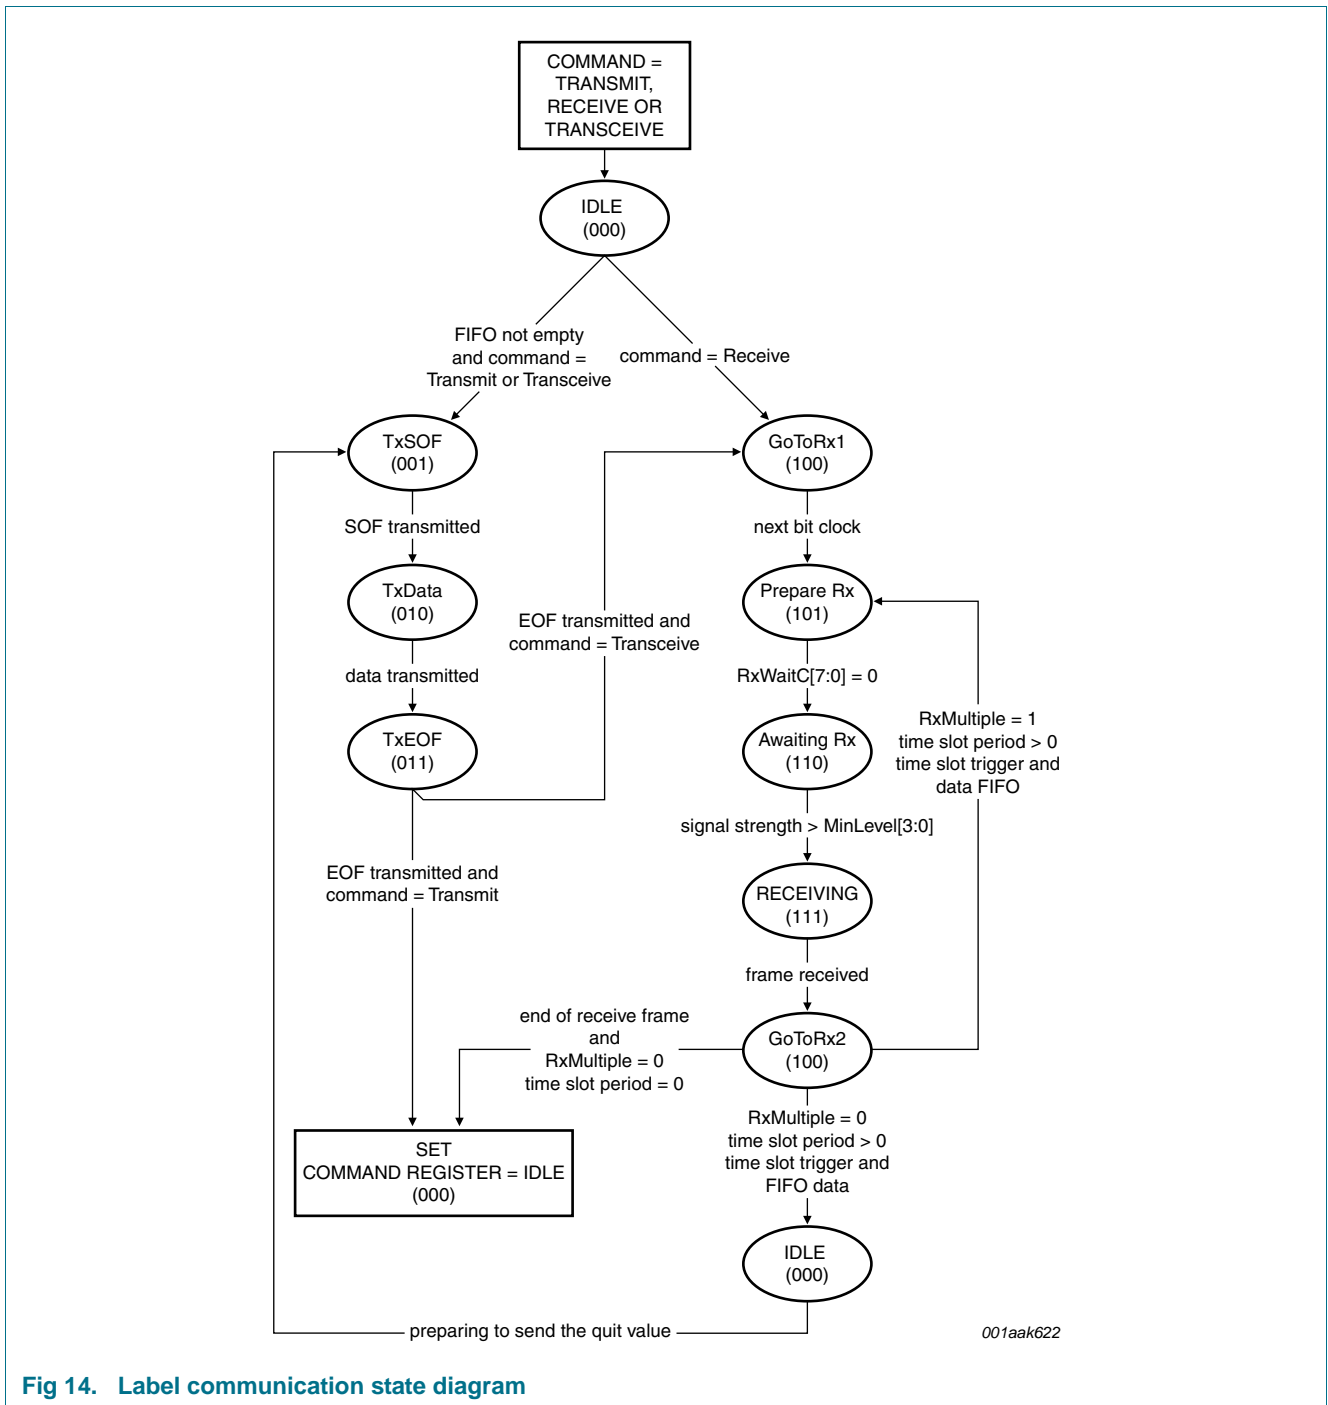 COMMAND =
TRANSMIT,
RECEIVE OR
TRANSCEIVE
IDLE
(000)
FIFO not empty
and command =
Transmit or Transceive
command = Receive
TxSOF
(001)
GoToRx1
(100)
SOF transmitted
next bit clock
TxData
(010)
Prepare Rx
(101)
EOF transmitted and
command = Transceive
data transmitted
RxWaitC[7:0] = 0
RxMultiple = 1
time slot period > 0
time slot trigger and
data FIFO
TxEOF
(011)
Awaiting Rx
(110)
signal strength > MinLevel[3:0]
EOF transmitted and
command = Transmit
RECEIVING
(111)
frame received
end of receive frame
and
RxMultiple = 0
time slot period = 0
GoToRx2
(100)
RxMultiple = 0
time slot period > 0
time slot trigger and
FIFO data
SET
COMMAND REGISTER = IDLE
(000)
IDLE
(000)
preparing to send the quit value
001aak622
Fig 14. Label communication state diagram